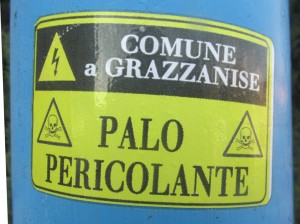 COMUNE
a GRAZZANISE
PALO
PERICOLANTE